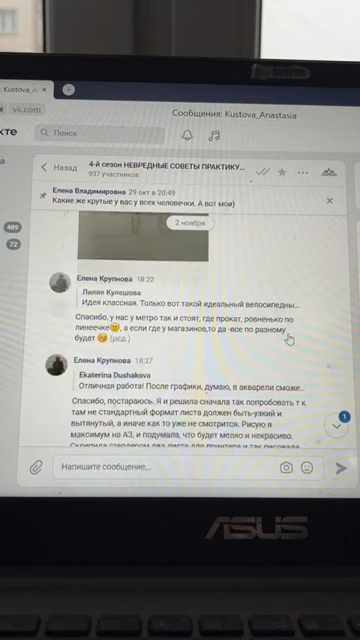 Kustova_A
vk.com
Сообщения: Kustova_Anastasia
кте
Поиск
Назад
4-й сезон НЕВРЕДНЫЕ СОВЕТЫ ПРАКТИКУ...
937 участников
Елена Владимировна 29 окт в 20:49
Какие же крутые у вас у всех человечки. А вот мои)
2 ноября
489
72
Елена Крупнова 18:22
Лилия Кулешова
Идея классная. Только вот такой идеальный велосипедны...
Спасибо, у нас у метро так и стоят, где прокат, ровненько по
линеечке, а если где у магазинов,то да -все по разному
будет (ред.)
Елена Крупнова 18:27
Ekaterina Dushakova
Отличная работа! После графики, думаю, в акварели сможе...
Спасибо, постараюсь. Я и решила сначала так попробовать т к
там не стандартный формат листа должен быть-узкий и
вытянутый, а иначе как то уже не смотрится. Рисую я
максимум на А3, и подумала, что будет мелко и некрасиво.
1
Напишите сообщение...
ASUS